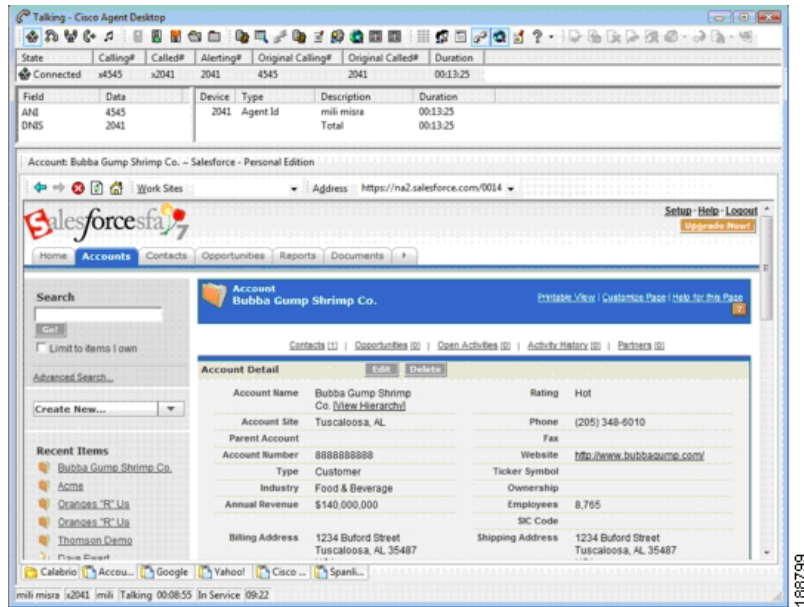 Talking - Cisco Agent Desktop
State Calling# Called# Alerting# Original Calling# Original Called# Duration
Connected x4545 x2041 2041 4545 2041 00:13:25
Field Data Device Type Description Duration
ANI 4545 2041 Agent Id mili misra 00:13:25
DNIS 2041 Total 00:13:25
Account: Bubba Gump Shrimp Co. ~ Salesforce - Personal Edition
Work Sites Address https://na2.salesforce.com/0014
Salesforce sfa 7
Setup · Help · Logout
Upgrade Now!
Home Accounts Contacts Opportunities Reports Documents
Search
Go!
Limit to items I own
Advanced Search...
Create New...
Recent Items
Bubba Gump Shrimp Co.
Acme
Oranges "R" Us
Oranges "R" Us
Thomson Demo
Dave Ewert
Account
Bubba Gump Shrimp Co.
Printable View | Customize Page | Help for this Page
?
Contacts [1] | Opportunities [0] | Open Activities [0] | Activity History [0] | Partners [0]
Account Detail Edit Delete
Account Name Bubba Gump Shrimp Rating Hot
Co. [View Hierarchy]
Account Site Tuscaloosa, AL Phone (205) 348-6010
Parent Account Fax
Account Number 8888888888 Website http://www.bubbagump.com/
Type Customer Ticker Symbol
Industry Food & Beverage Ownership
Annual Revenue $140,000,000 Employees 8,765
SIC Code
Billing Address 1234 Buford Street Shipping Address 1234 Buford Street
Tuscaloosa, AL 35487 Tuscaloosa, AL 35487
Calabrio Accou... Google Yahoo! Cisco ... Spanli...
mili misra x2041 mili Talking 00:08:55 In Service 09:22
188799